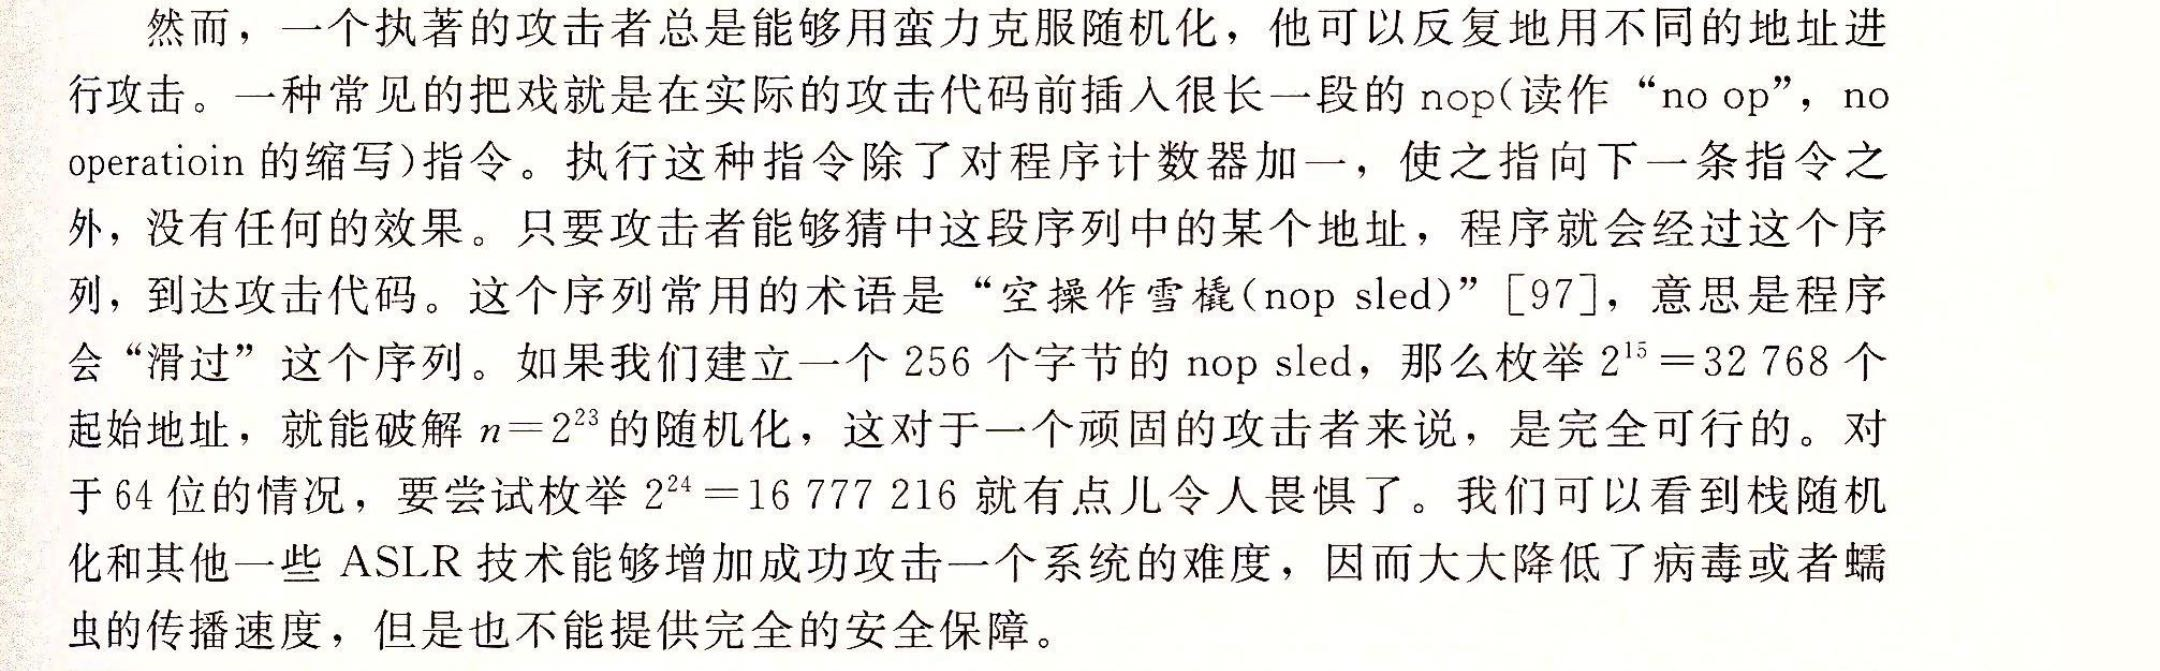 然而，一个执著的攻击者总是能够用蛮力克服随机化，他可以反复地用不同的地址进
行攻击。一种常见的把戏就是在实际的攻击代码前插入很长一段的 nop(读作“no op”，no
operatioin 的缩写)指令。执行这种指令除了对程序计数器加一，使之指向下一条指令之
外，没有任何的效果。只要攻击者能够猜中这段序列中的某个地址，程序就会经过这个序
列，到达攻击代码。这个序列常用的术语是“空操作雪橇(nop sled)”[97]，意思是程序
会“滑过”这个序列。如果我们建立一个 256 个字节的 nop sled，那么枚举 2¹⁵＝32 768 个
起始地址，就能破解 n＝2²³的随机化，这对于一个顽固的攻击者来说，是完全可行的。对
于 64 位的情况，要尝试枚举 2²⁴＝16 777 216 就有点儿令人畏惧了。我们可以看到栈随机
化和其他一些 ASLR 技术能够增加成功攻击一个系统的难度，因而大大降低了病毒或者蠕
虫的传播速度，但是也不能提供完全的安全保障。